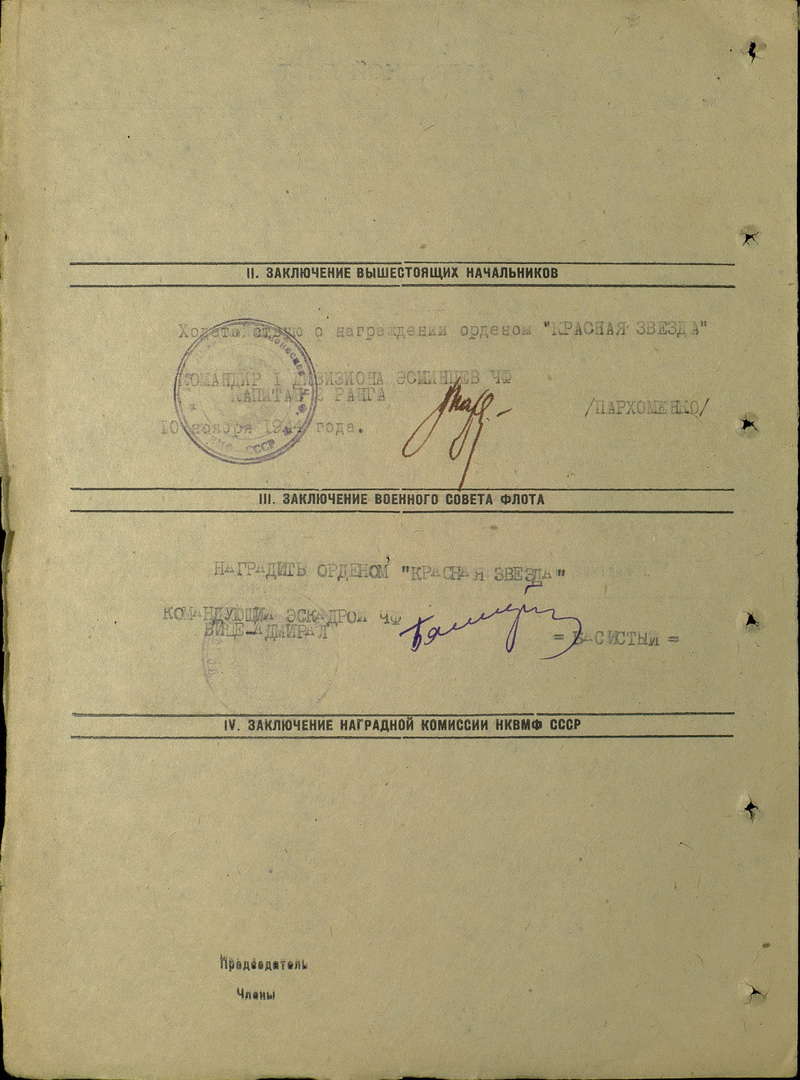 II. ЗАКЛЮЧЕНИЕ ВЫШЕСТОЯЩИХ НАЧАЛЬНИКОВ
Ходатайствую о награждении орденом "КРАСНАЯ ЗВЕЗДА"
КОМАНДИР 1 ДИВИЗИОНА ЭСМИНЦЕВ ЧФ
КАПИТАН РАНГА
/ПАРХОМЕНКО/
10 ноября 1944 года.
СССР
III. ЗАКЛЮЧЕНИЕ ВОЕННОГО СОВЕТА ФЛОТА
НАГРАДИТЬ ОРДЕНОМ "КРАСНАЯ ЗВЕЗДА"
КОМАНДУЮЩИЙ ЭСКАДРОЙ ЧФ
ВИЦЕ-АДМИРАЛ
= БАСИСТЫЙ =
IV. ЗАКЛЮЧЕНИЕ НАГРАДНОЙ КОМИССИИ НКВМФ СССР
Председатель
Члены